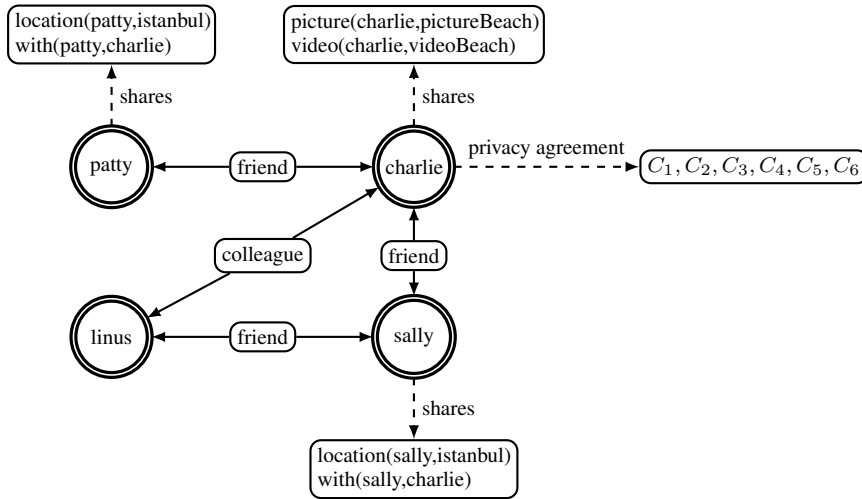 location(patty,istanbul)
with(patty,charlie)
picture(charlie,pictureBeach)
video(charlie,videoBeach)
shares
shares
patty
friend
charlie
privacy agreement
C₁, C₂, C₃, C₄, C₅, C₆
colleague
friend
linus
friend
sally
shares
location(sally,istanbul)
with(sally,charlie)